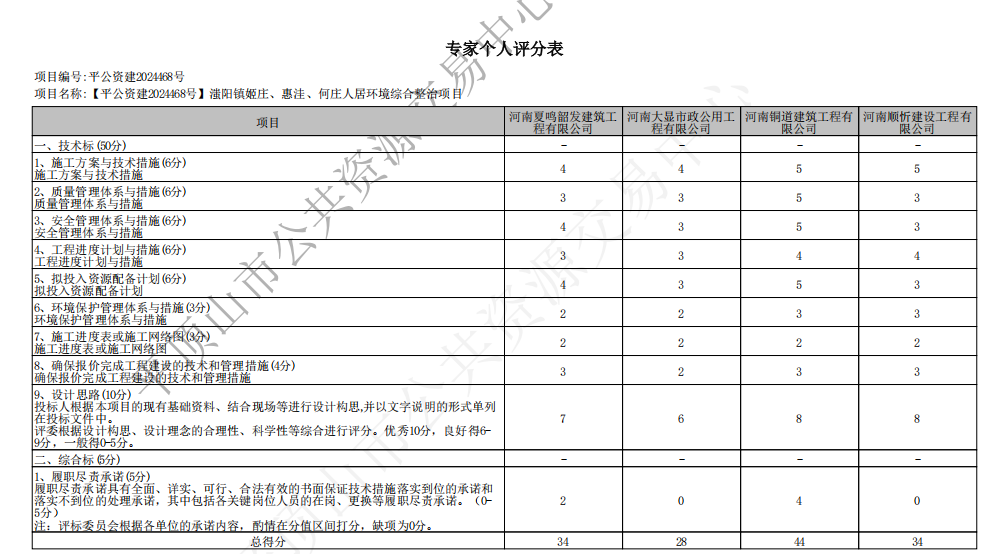 专家个人评分表
项目编号:平公资建2024468号
项目名称:【平公资建2024468号】滍阳镇姬庄、惠洼、何庄人居环境综合整治项目
项目 河南夏鸣韶发建筑工程有限公司 河南大显市政公用工程有限公司 河南铜道建筑工程有限公司 河南顺忻建设工程有限公司
一、技术标(50分) - - - -
1、施工方案与技术措施(6分)
施工方案与技术措施 4 4 5 5
2、质量管理体系与措施(6分)
质量管理体系与措施 3 3 5 3
3、安全管理体系与措施(6分)
安全管理体系与措施 4 3 5 3
4、工程进度计划与措施(6分)
工程进度计划与措施 3 3 4 4
5、拟投入资源配备计划(6分)
拟投入资源配备计划 4 3 5 3
6、环境保护管理体系与措施(3分)
环境保护管理体系与措施 2 2 3 3
7、施工进度表或施工网络图(3分)
施工进度表或施工网络图 2 2 2 2
8、确保报价完成工程建设的技术和管理措施(4分)
确保报价完成工程建设的技术和管理措施 3 2 3 3
9、设计思路(10分)
投标人根据本项目的现有基础资料、结合现场等进行设计构思,并以文字说明的形式单列
在投标文件中。
评委根据设计构思、设计理念的合理性、科学性等综合进行评分。优秀10分，良好得6-
9分，一般得0-5分。 7 6 8 8
二、综合标(5分) - - - -
1、履职尽责承诺(5分)
履职尽责承诺具有全面、详实、可行、合法有效的书面保证技术措施落实到位的承诺和
落实不到位的处理承诺，其中包括各关键岗位人员的在岗、更换等履职尽责承诺。（0-
5分）
注：评标委员会根据各单位的承诺内容，酌情在分值区间打分，缺项为0分。 2 0 4 0
总得分 34 28 44 34
平顶山市公共资源交易中心
平顶山市公共资源交易中心